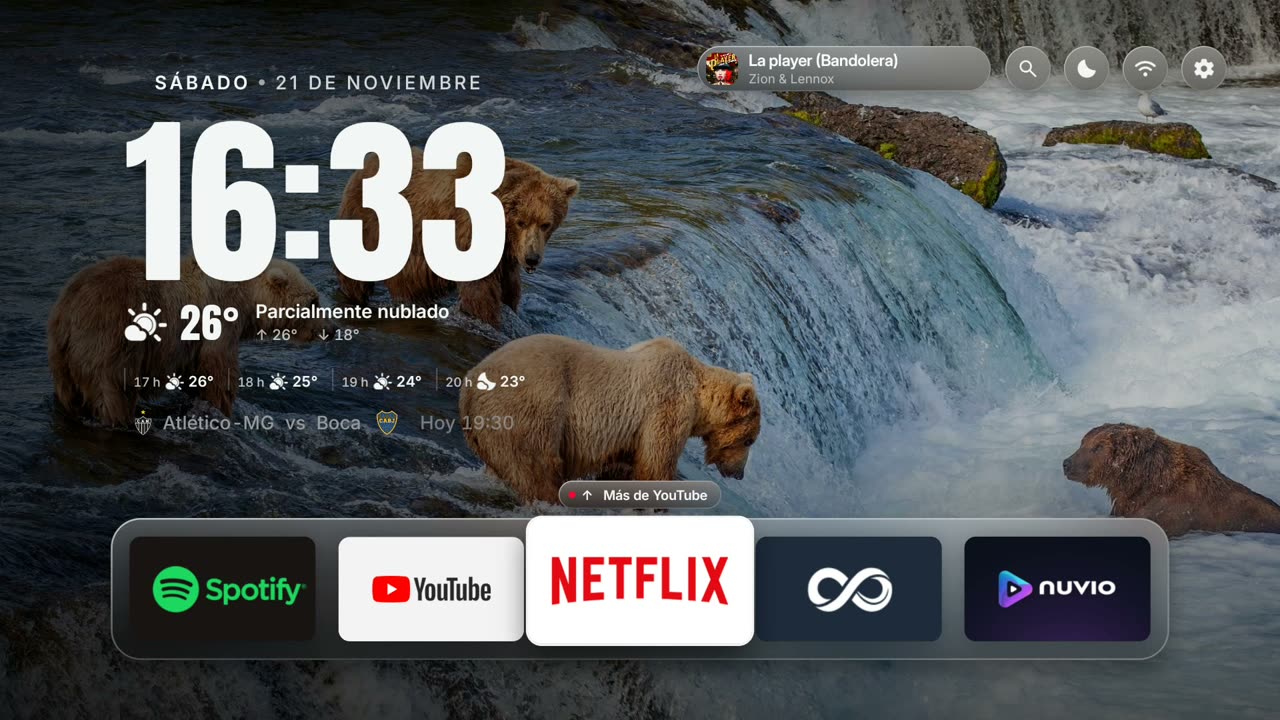 SÁBADO • 21 DE NOVIEMBRE
La player (Bandolera)
Zion & Lennox
16:33
26° Parcialmente nublado
↑ 26° ↓ 18°
17 h 26° 18 h 25° 19 h 24° 20 h 23°
Atlético-MG vs Boca CABJ Hoy 19:30
↑ Más de YouTube
Spotify YouTube NETFLIX nuvio